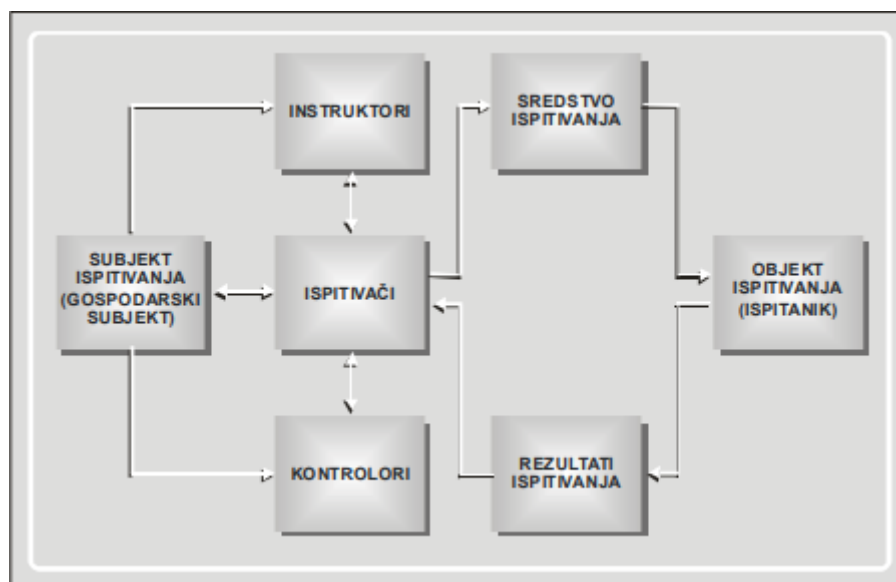 INSTRUKTORI
SREDSTVO
ISPITIVANJA
SUBJEKT
ISPITIVANJA
(GOSPODARSKI
SUBJEKT)
ISPITIVAČI
OBJEKT
ISPITIVANJA
(ISPITANIK)
KONTROLORI
REZULTATI
ISPITIVANJA